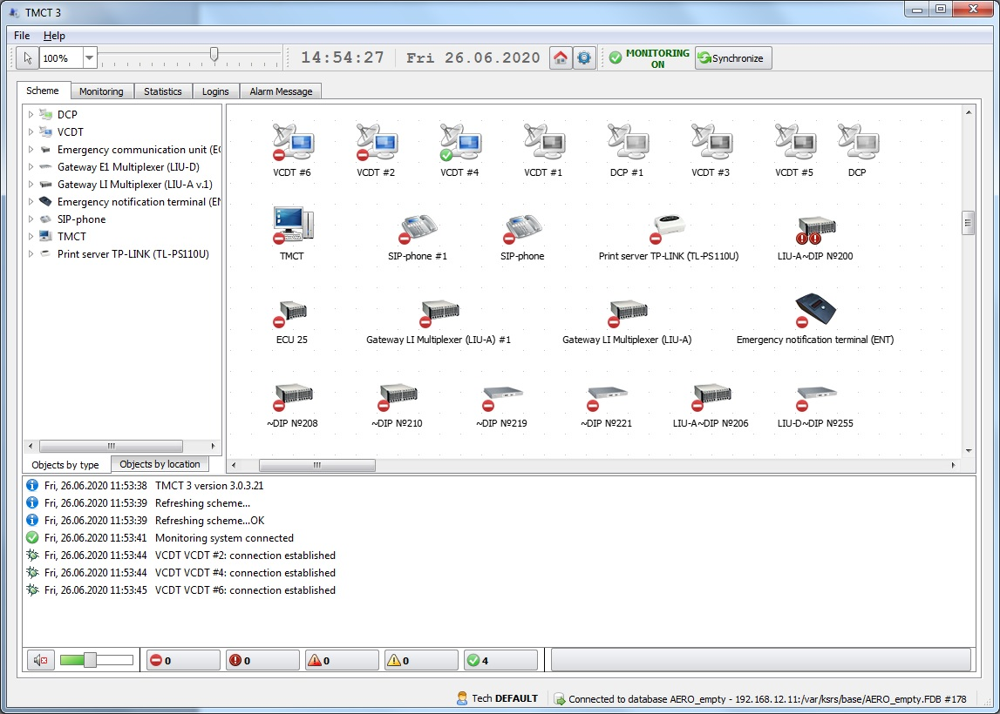 TMCT 3
File Help
100% 14:54:27 Fri 26.06.2020 MONITORING ON Synchronize
Scheme Monitoring Statistics Logins Alarm Message
DCP
VCDT
Emergency communication unit (EC
Gateway E1 Multiplexer (LIU-D)
Gateway LI Multiplexer (LIU-A v.1)
Emergency notification terminal (EN
SIP-phone
TMCT
Print server TP-LINK (TL-PS110U)
Objects by type Objects by location
VCDT #6 VCDT #2 VCDT #4 VCDT #1 DCP #1 VCDT #3 VCDT #5 DCP
TMCT SIP-phone #1 SIP-phone Print server TP-LINK (TL-PS110U) LIU-A~DIP №200
ECU 25 Gateway LI Multiplexer (LIU-A) #1 Gateway LI Multiplexer (LIU-A) Emergency notification terminal (ENT)
~DIP №208 ~DIP №210 ~DIP №219 ~DIP №221 LIU-A~DIP №206 LIU-D~DIP №255
Fri, 26.06.2020 11:53:38 TMCT 3 version 3.0.3.21
Fri, 26.06.2020 11:53:39 Refreshing scheme...
Fri, 26.06.2020 11:53:39 Refreshing scheme...OK
Fri, 26.06.2020 11:53:41 Monitoring system connected
Fri, 26.06.2020 11:53:44 VCDT VCDT #2: connection established
Fri, 26.06.2020 11:53:44 VCDT VCDT #4: connection established
Fri, 26.06.2020 11:53:45 VCDT VCDT #6: connection established
0 0 0 0 4
Tech DEFAULT Connected to database AERO_empty - 192.168.12.11:/var/ksrs/base/AERO_empty.FDB #178